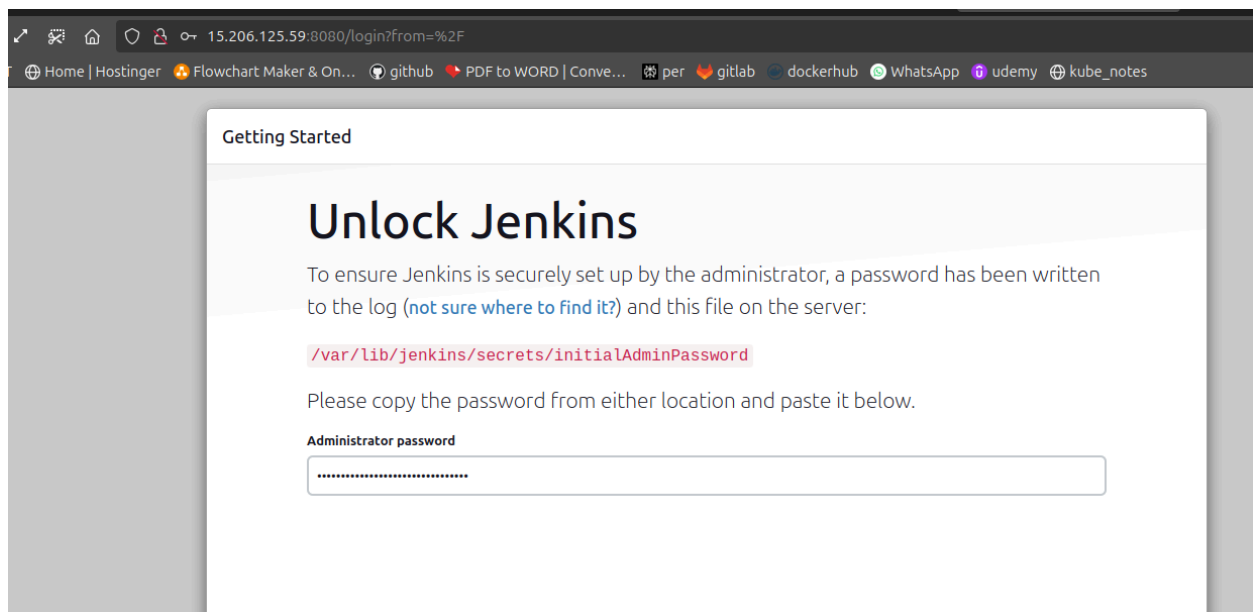 15.206.125.59:8080/login?from=%2F
Home | Hostinger Flowchart Maker & On... github PDF to WORD | Conve... per gitlab dockerhub WhatsApp udemy kube_notes
Getting Started
Unlock Jenkins
To ensure Jenkins is securely set up by the administrator, a password has been written
to the log (not sure where to find it?) and this file on the server:
/var/lib/jenkins/secrets/initialAdminPassword
Please copy the password from either location and paste it below.
Administrator password
••••••••••••••••••••••••••••••••